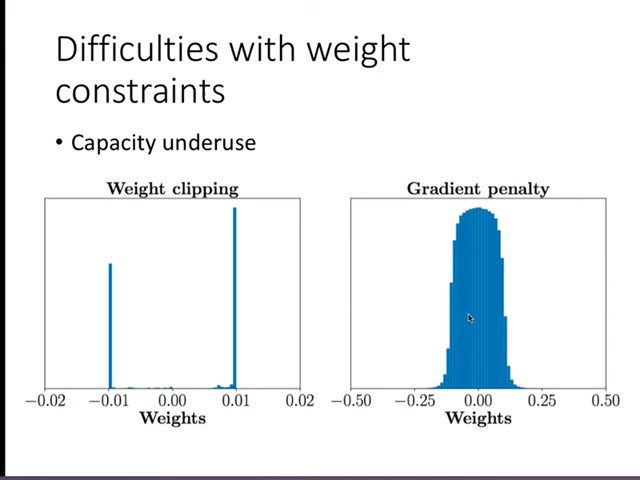 Difficulties with weight
constraints
• Capacity underuse
Weight clipping
−0.02 −0.01 0.00 0.01 0.02
Weights
Gradient penalty
−0.50 −0.25 0.00 0.25 0.50
Weights